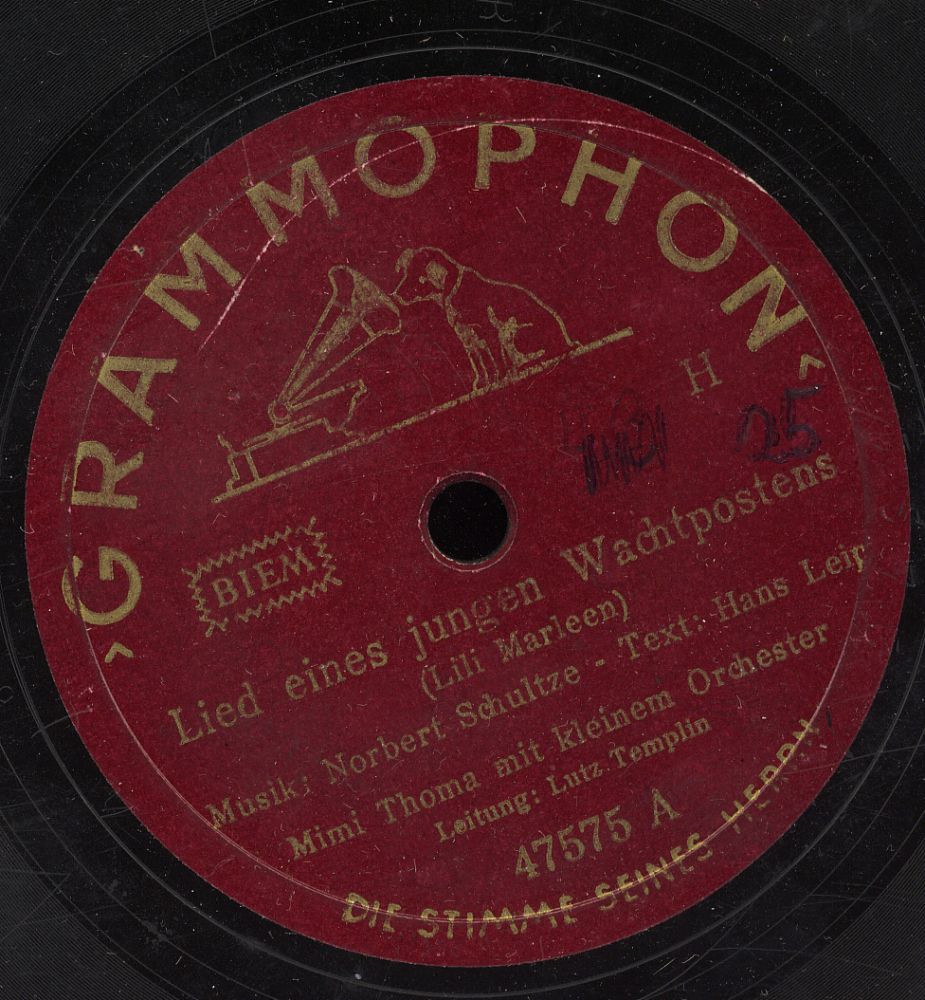 ›GRAMMOPHON‹
H
25
BIEM
Lied eines jungen Wachtpostens
(Lili Marleen)
Musik: Norbert Schultze - Text: Hans Leip
Mimi Thoma mit kleinem Orchester
Leitung: Lutz Templin
47575 A
DIE STIMME SEINES HERRN